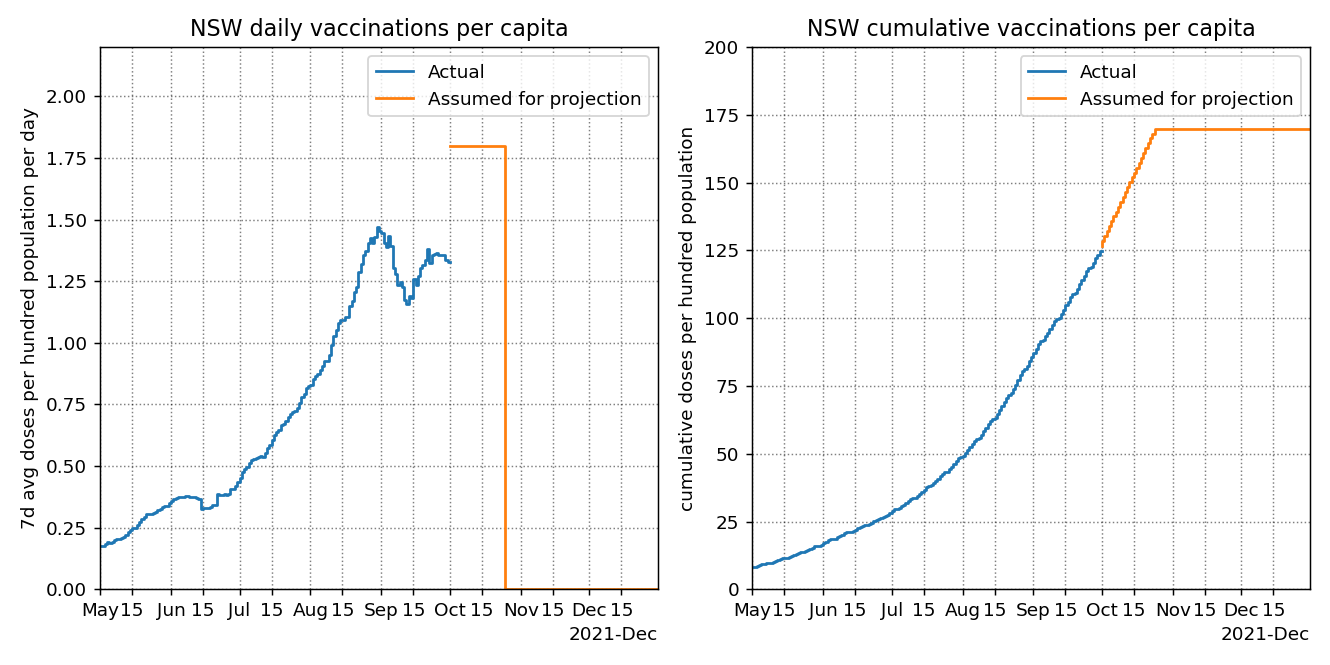 NSW daily vaccinations per capita
7d avg doses per hundred population per day
2.00
1.75
1.50
1.25
1.00
0.75
0.50
0.25
0.00
Actual
Assumed for projection
May 15 Jun 15 Jul 15 Aug 15 Sep 15 Oct 15 Nov 15 Dec 15
2021-Dec
NSW cumulative vaccinations per capita
cumulative doses per hundred population
200
175
150
125
100
75
50
25
0
Actual
Assumed for projection
May 15 Jun 15 Jul 15 Aug 15 Sep 15 Oct 15 Nov 15 Dec 15
2021-Dec